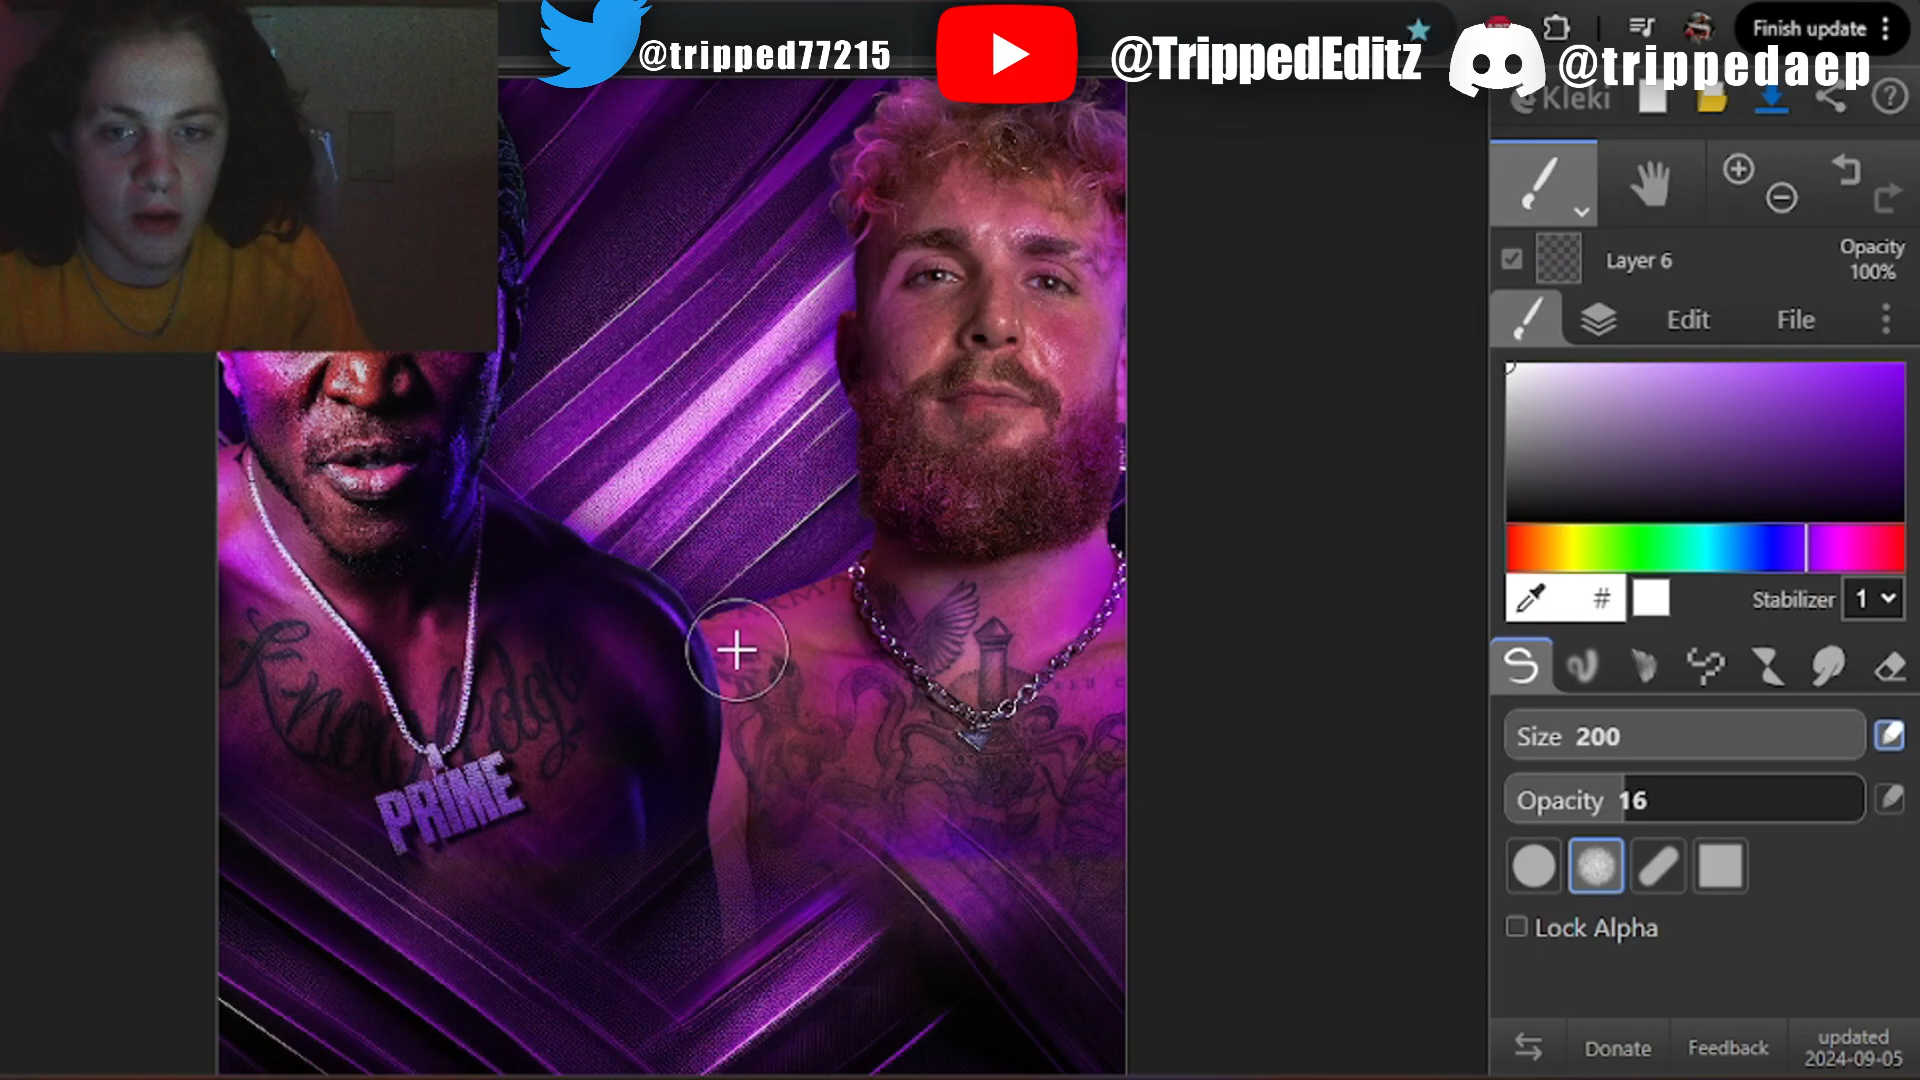 @tripped77215
@TrippedEditz
@trippedaep
Finish update
Kleki
Layer 6
Opacity
100%
Edit
File
#
Stabilizer
1
Size 200
Opacity 16
Lock Alpha
Knowledge
PRIME
Donate
Feedback
updated
2024-09-05